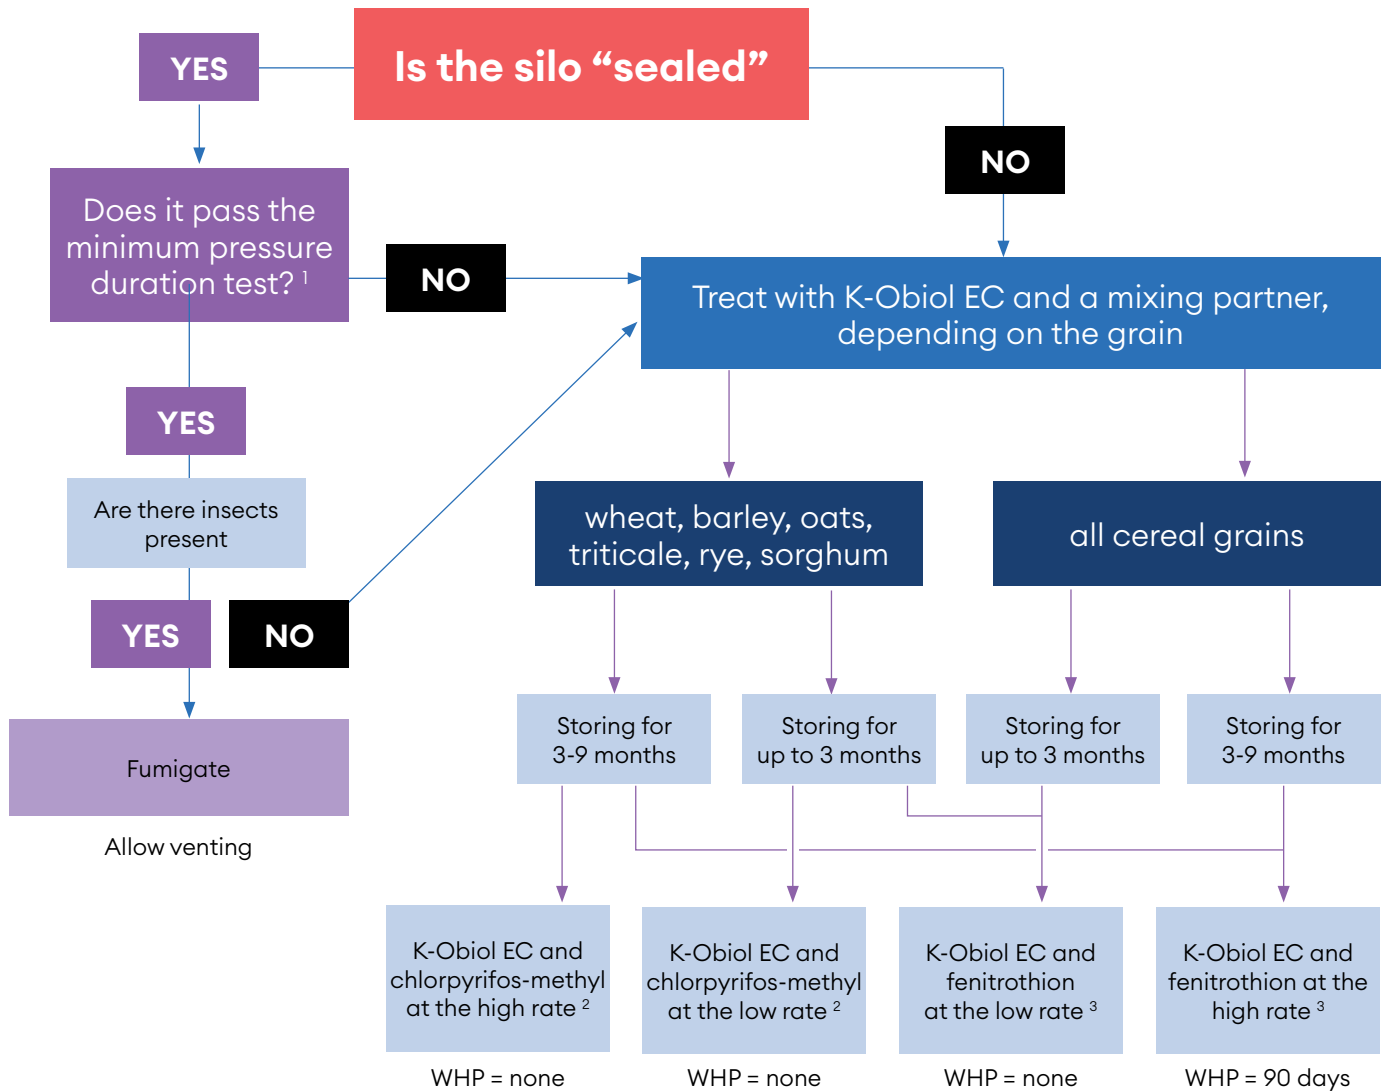 Is the silo “sealed”
YES
NO
Does it pass the
minimum pressure
duration test? 1
NO
Treat with K-Obiol EC and a mixing partner,
depending on the grain
YES
Are there insects
present
YES
NO
Fumigate
Allow venting
wheat, barley, oats,
triticale, rye, sorghum
all cereal grains
Storing for
3-9 months
Storing for
up to 3 months
Storing for
up to 3 months
Storing for
3-9 months
K-Obiol EC and
chlorpyrifos-methyl
at the high rate 2
WHP = none
K-Obiol EC and
chlorpyrifos-methyl
at the low rate 2
WHP = none
K-Obiol EC and
fenitrothion
at the low rate 3
WHP = none
K-Obiol EC and
fenitrothion at the
high rate 3
WHP = 90 days